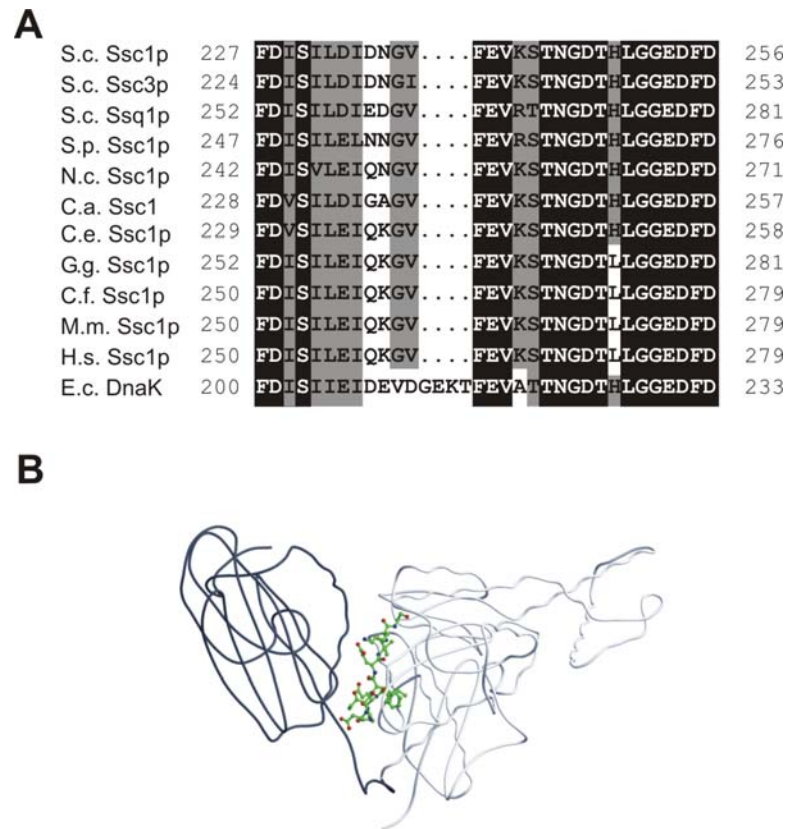 A
S.c. Ssc1p 227 FDISILDIDNGV....FEVKSTNGDTHLGGEDFD 256
S.c. Ssc3p 224 FDISILDIDNGI....FEVKSTNGDTHLGGEDFD 253
S.c. Ssq1p 252 FDISILDIEDGV....FEVRTTNGDTHLGGEDFD 281
S.p. Ssc1p 247 FDISILELNNGV....FEVRSTNGDTHLGGEDFD 276
N.c. Ssc1p 242 FDISVLEIQNGV....FEVKSTNGDTHLGGEDFD 271
C.a. Ssc1 228 FDVSILDIGAGV....FEVKSTNGDTHLGGEDFD 257
C.e. Ssc1p 229 FDVSILEIQKGV....FEVKSTNGDTHLGGEDFD 258
G.g. Ssc1p 252 FDISILEIQKGV....FEVKSTNGDTLLGGEDFD 281
C.f. Ssc1p 250 FDISILEIQKGV....FEVKSTNGDTLLGGEDFD 279
M.m. Ssc1p 250 FDISILEIQKGV....FEVKSTNGDTLLGGEDFD 279
H.s. Ssc1p 250 FDISILEIQKGV....FEVKSTNGDTLLGGEDFD 279
E.c. DnaK 200 FDISIIEIDEVDGEKTFEVATTNGDTHLGGEDFD 233
B